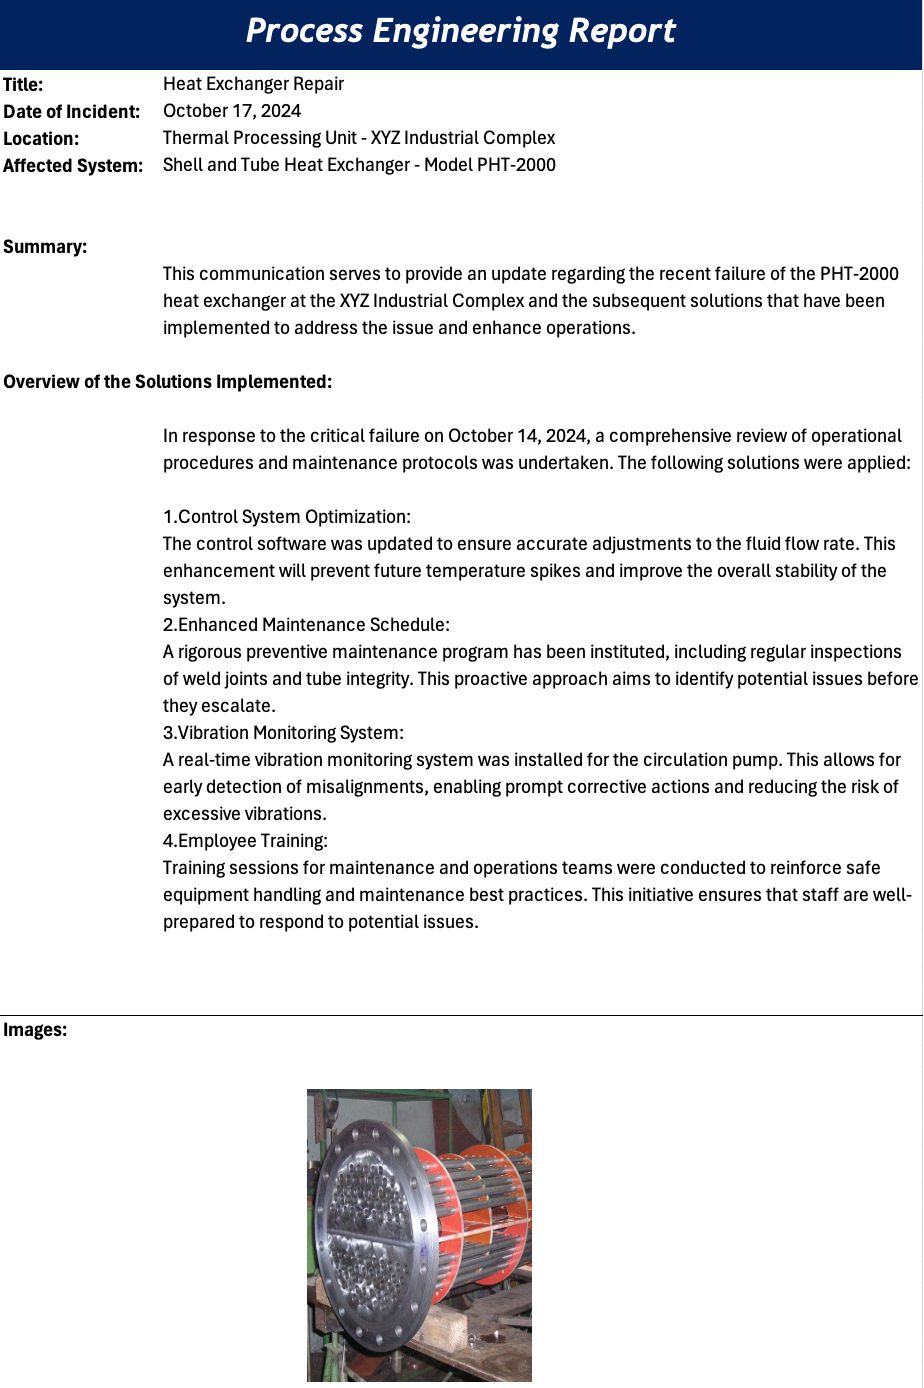 Process Engineering Report
Title: Heat Exchanger Repair
Date of Incident: October 17, 2024
Location: Thermal Processing Unit - XYZ Industrial Complex
Affected System: Shell and Tube Heat Exchanger - Model PHT-2000
Summary:
This communication serves to provide an update regarding the recent failure of the PHT-2000
heat exchanger at the XYZ Industrial Complex and the subsequent solutions that have been
implemented to address the issue and enhance operations.
Overview of the Solutions Implemented:
In response to the critical failure on October 14, 2024, a comprehensive review of operational
procedures and maintenance protocols was undertaken. The following solutions were applied:
1.Control System Optimization:
The control software was updated to ensure accurate adjustments to the fluid flow rate. This
enhancement will prevent future temperature spikes and improve the overall stability of the
system.
2.Enhanced Maintenance Schedule:
A rigorous preventive maintenance program has been instituted, including regular inspections
of weld joints and tube integrity. This proactive approach aims to identify potential issues before
they escalate.
3.Vibration Monitoring System:
A real-time vibration monitoring system was installed for the circulation pump. This allows for
early detection of misalignments, enabling prompt corrective actions and reducing the risk of
excessive vibrations.
4.Employee Training:
Training sessions for maintenance and operations teams were conducted to reinforce safe
equipment handling and maintenance best practices. This initiative ensures that staff are well-
prepared to respond to potential issues.
Images: